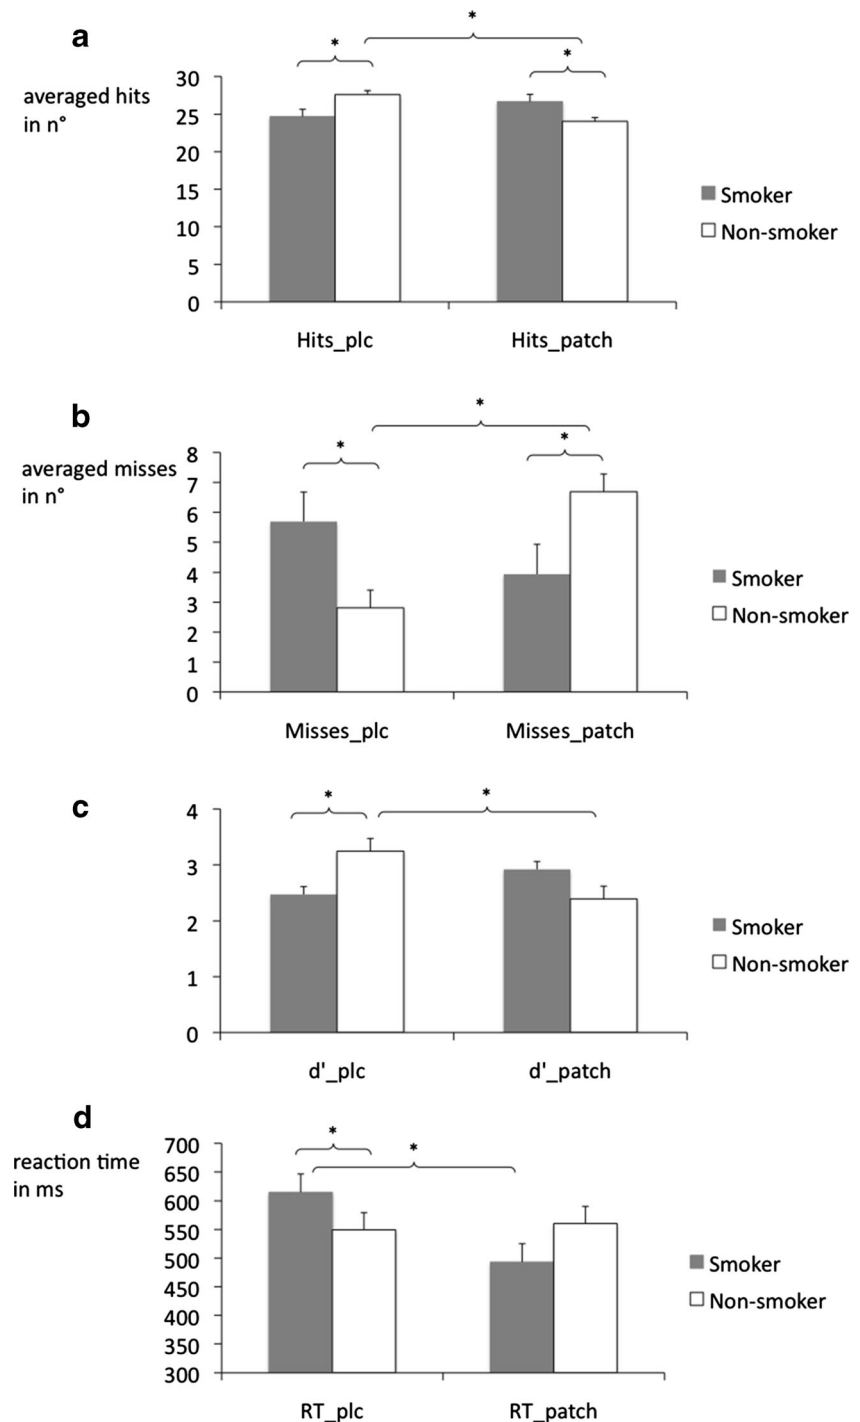 a
*
*
*
averaged hits
in n°
30
25
20
15
10
5
0
Smoker
Non-smoker
Hits_plc
Hits_patch
b
*
*
*
averaged misses
in n°
8
7
6
5
4
3
2
1
0
Smoker
Non-smoker
Misses_plc
Misses_patch
c
*
*
4
3
2
1
0
Smoker
Non-smoker
d'_plc
d'_patch
d
*
*
reaction time
in ms
700
650
600
550
500
450
400
350
300
Smoker
Non-smoker
RT_plc
RT_patch